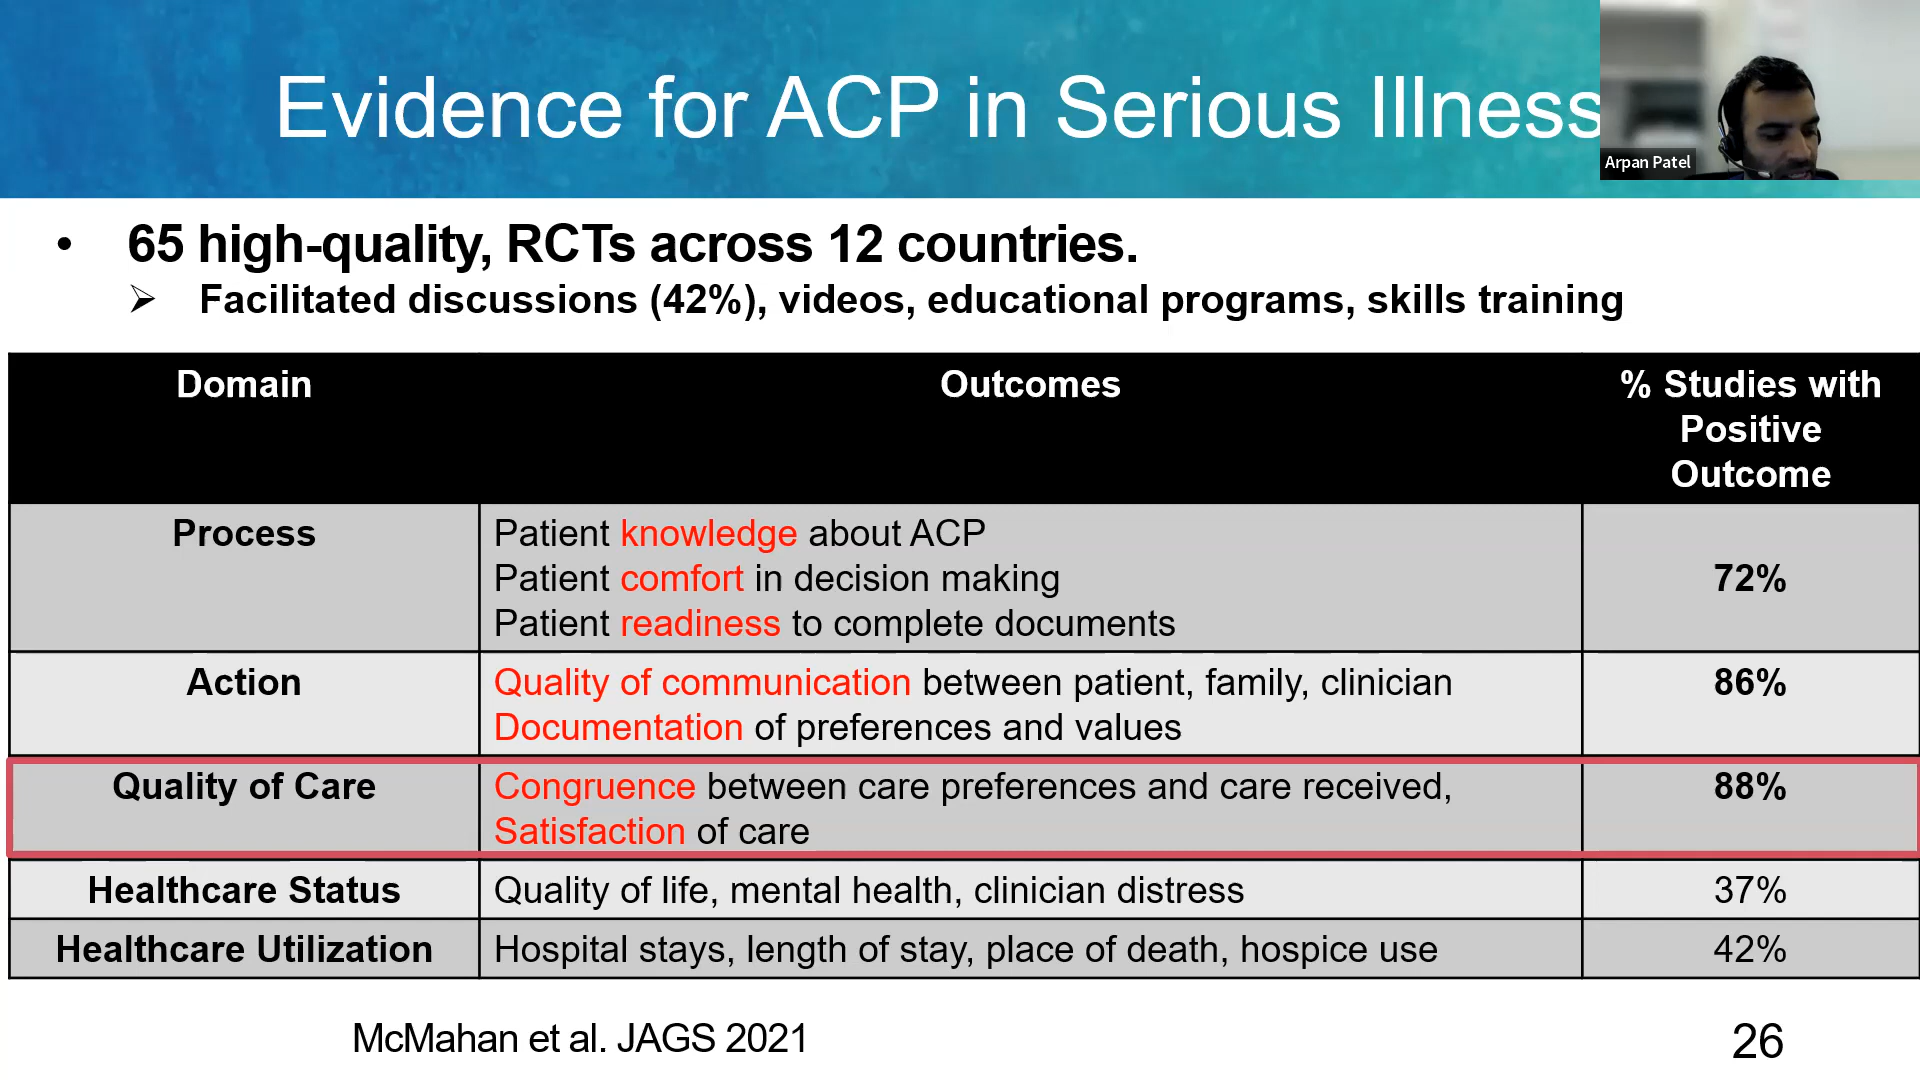 Evidence for ACP in Serious Illness
Arpan Patel
• 65 high-quality, RCTs across 12 countries.
➢ Facilitated discussions (42%), videos, educational programs, skills training
Domain
Outcomes
% Studies with
Positive
Outcome
Process
Patient knowledge about ACP
Patient comfort in decision making
Patient readiness to complete documents
72%
Action
Quality of communication between patient, family, clinician
Documentation of preferences and values
86%
Quality of Care
Congruence between care preferences and care received,
Satisfaction of care
88%
Healthcare Status
Quality of life, mental health, clinician distress
37%
Healthcare Utilization
Hospital stays, length of stay, place of death, hospice use
42%
McMahan et al. JAGS 2021
26